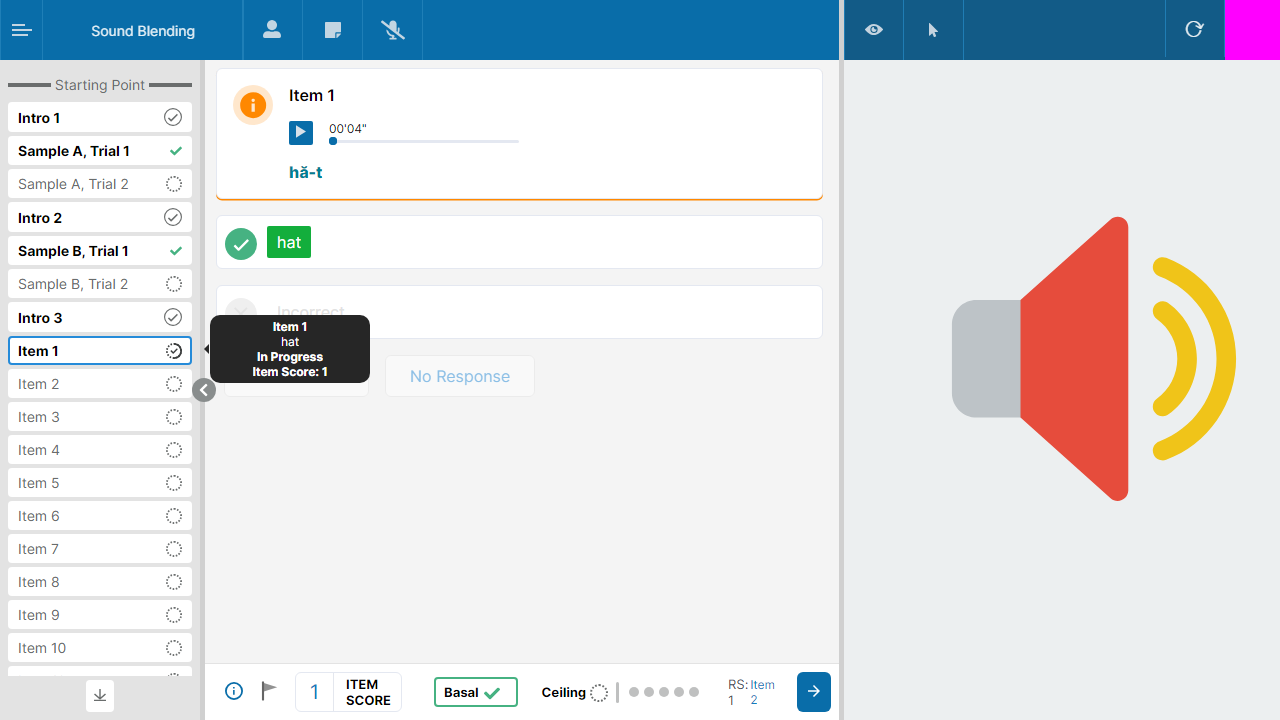 Sound Blending
Starting Point
Intro 1
Sample A, Trial 1
Sample A, Trial 2
Intro 2
Sample B, Trial 1
Sample B, Trial 2
Intro 3
Item 1
Item 2
Item 3
Item 4
Item 5
Item 6
Item 7
Item 8
Item 9
Item 10
Item 1
00'04"
hă-t
hat
Incorrect
Item 1
hat
In Progress
Item Score: 1
No Response
1
ITEM
SCORE
Basal
Ceiling
RS: Item
1 2